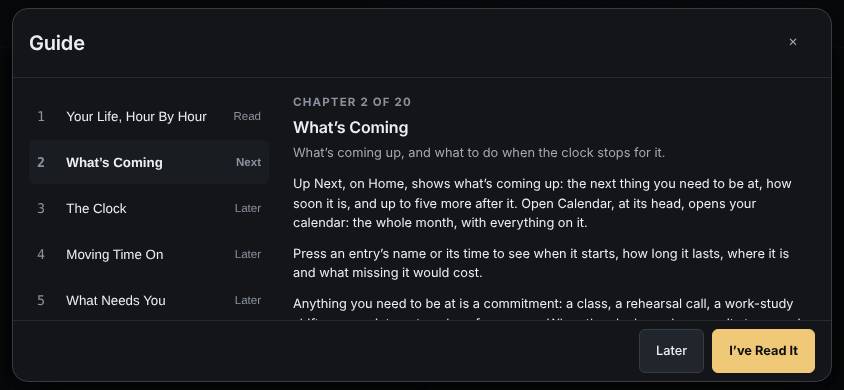 Guide
×
1 Your Life, Hour By Hour Read
2 What's Coming Next
3 The Clock Later
4 Moving Time On Later
5 What Needs You Later
CHAPTER 2 OF 20
What's Coming
What's coming up, and what to do when the clock stops for it.
Up Next, on Home, shows what's coming up: the next thing you need to be at, how
soon it is, and up to five more after it. Open Calendar, at its head, opens your
calendar: the whole month, with everything on it.
Press an entry's name or its time to see when it starts, how long it lasts, where it is
and what missing it would cost.
Anything you need to be at is a commitment: a class, a rehearsal call, a work-study
Later
I've Read It